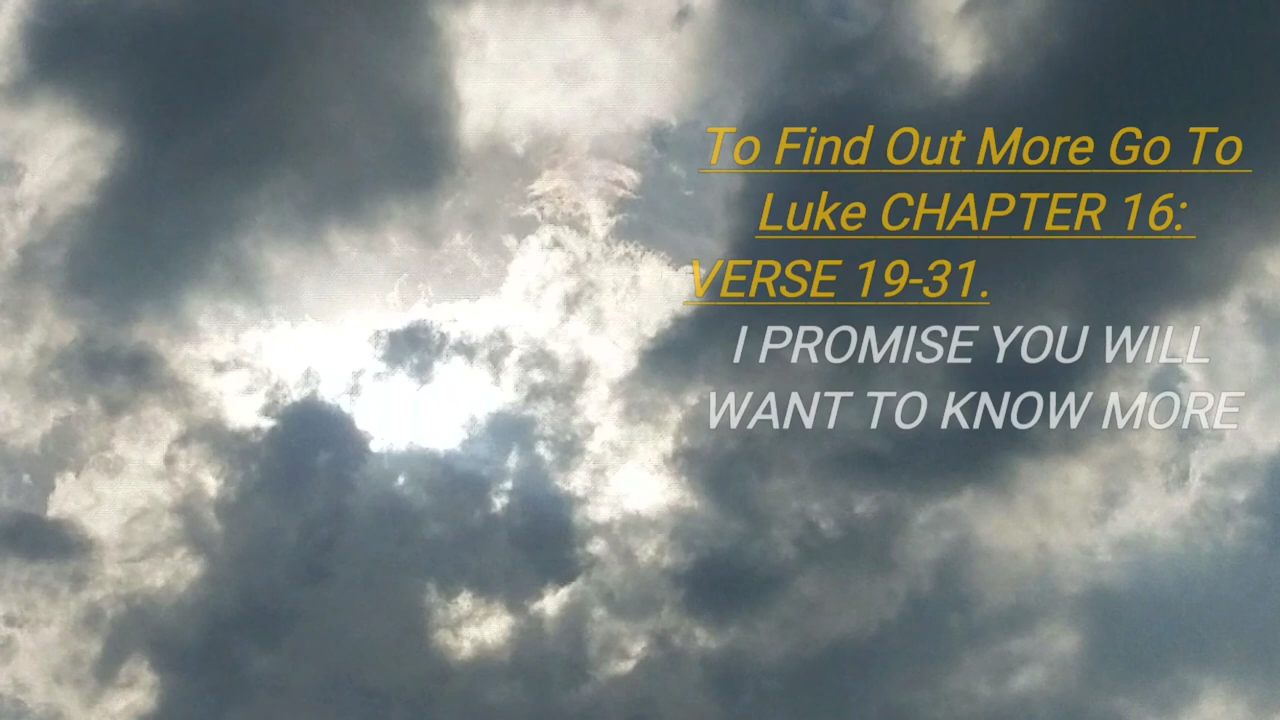 To Find Out More Go To
Luke CHAPTER 16:
VERSE 19-31.
I PROMISE YOU WILL
WANT TO KNOW MORE